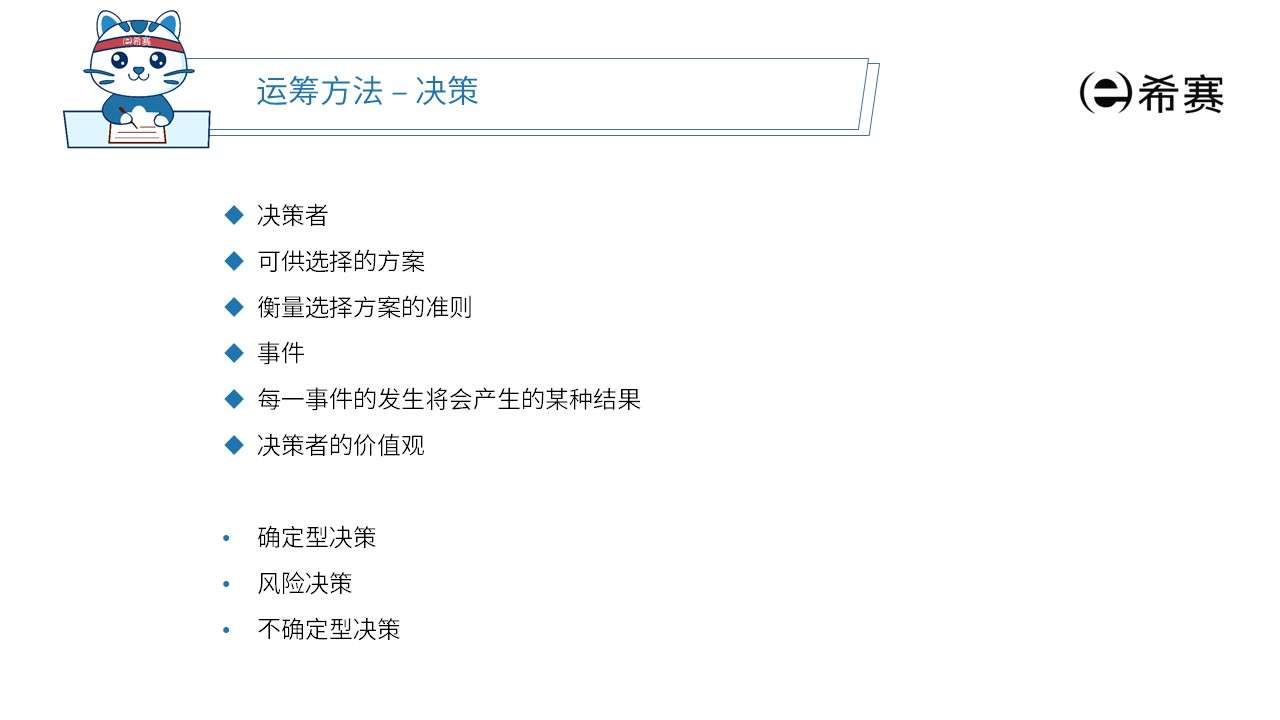 希赛
运筹方法 – 决策
希赛
决策者
可供选择的方案
衡量选择方案的准则
事件
每一事件的发生将会产生的某种结果
决策者的价值观
确定型决策
风险决策
不确定型决策